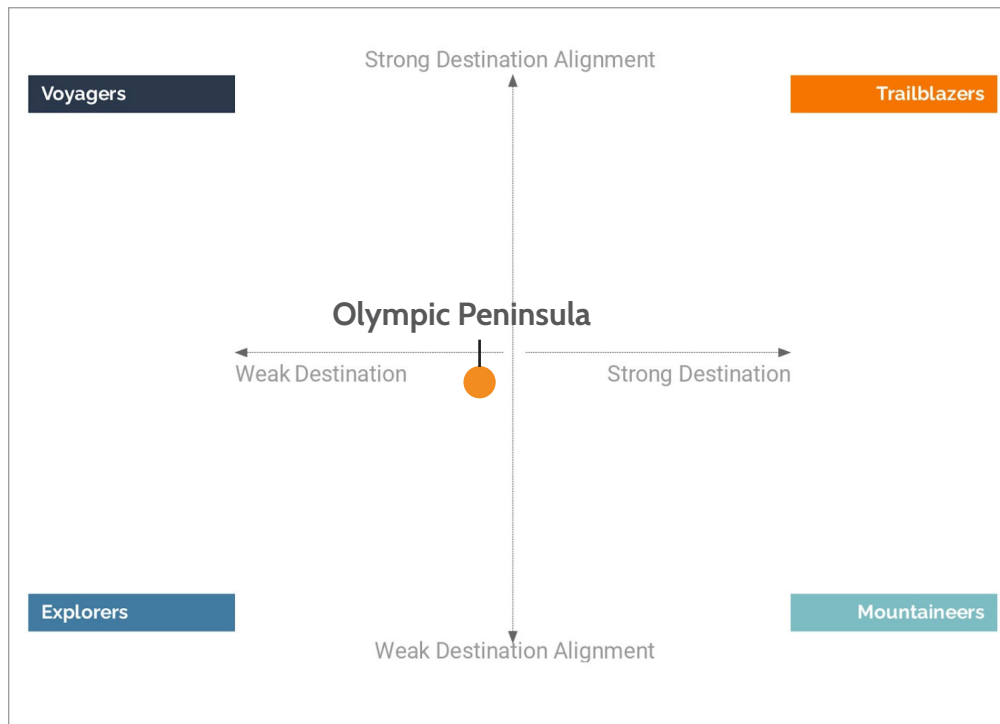 Strong Destination Alignment
Voyagers
Trailblazers
Olympic Peninsula
Weak Destination
Strong Destination
Explorers
Mountaineers
Weak Destination Alignment